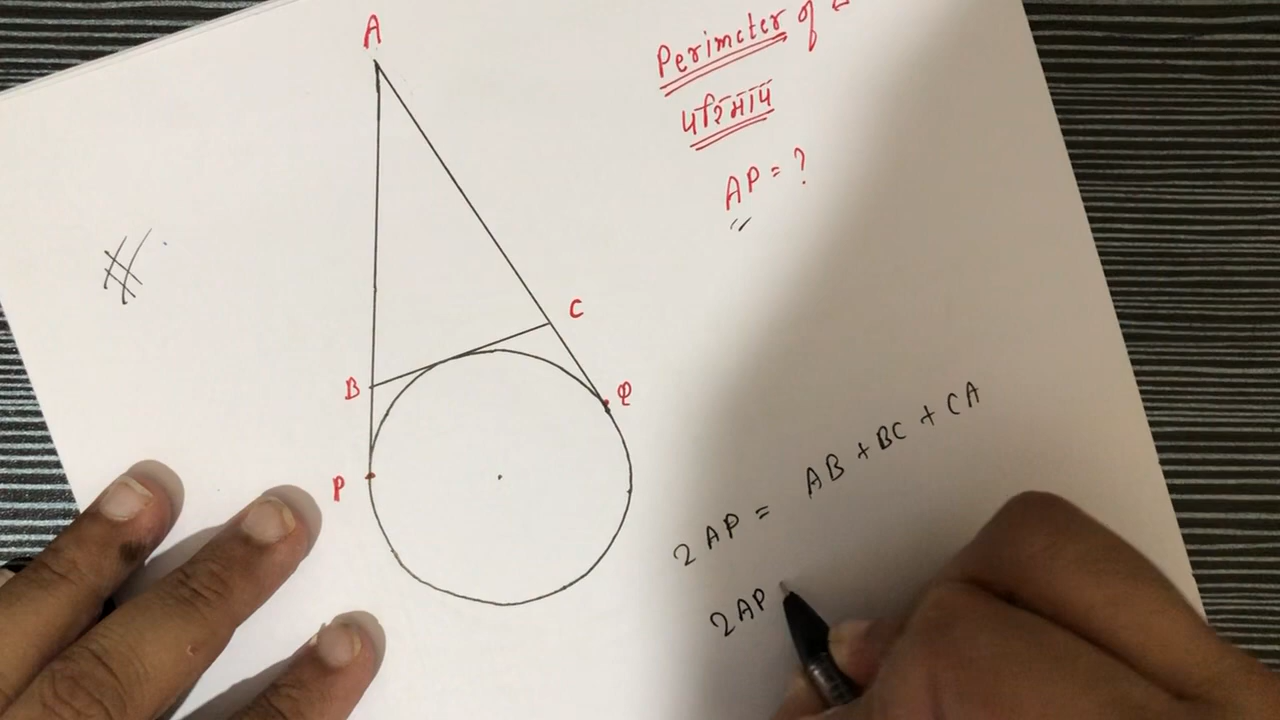 A
Perimeter of
परिमाप
AP = ?
C
B
Q
P
2AP = AB + BC + CA
2AP